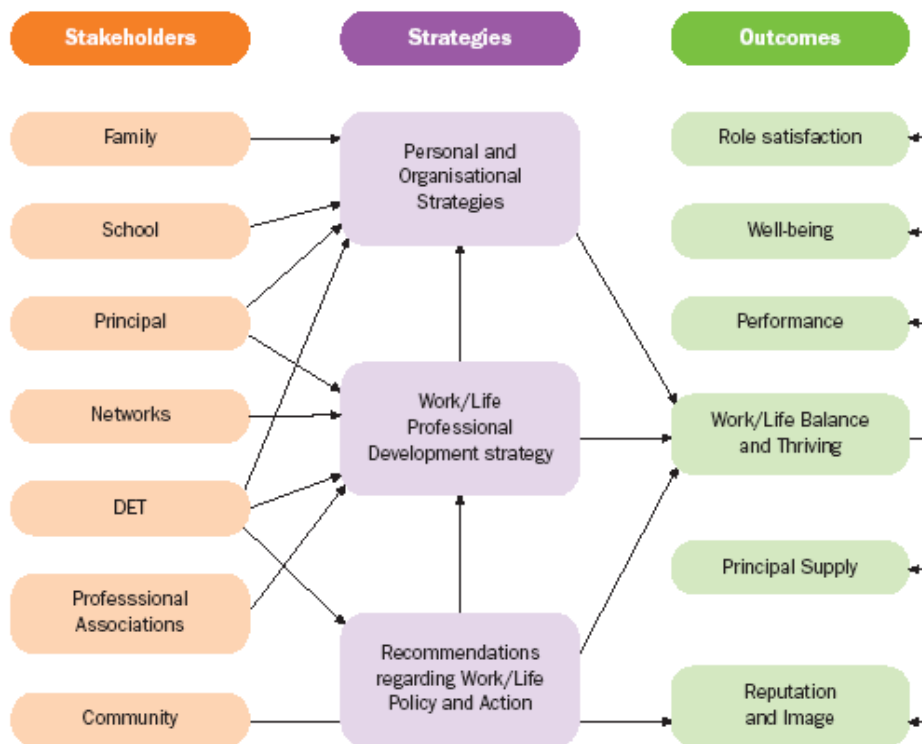 Stakeholders
Strategies
Outcomes
Family
School
Principal
Networks
DET
Professsional
Associations
Community
Personal and
Organisational
Strategies
Work/Life
Professional
Development strategy
Recommendations
regarding Work/Life
Policy and Action
Role satisfaction
Well-being
Performance
Work/Life Balance
and Thriving
Principal Supply
Reputation
and Image